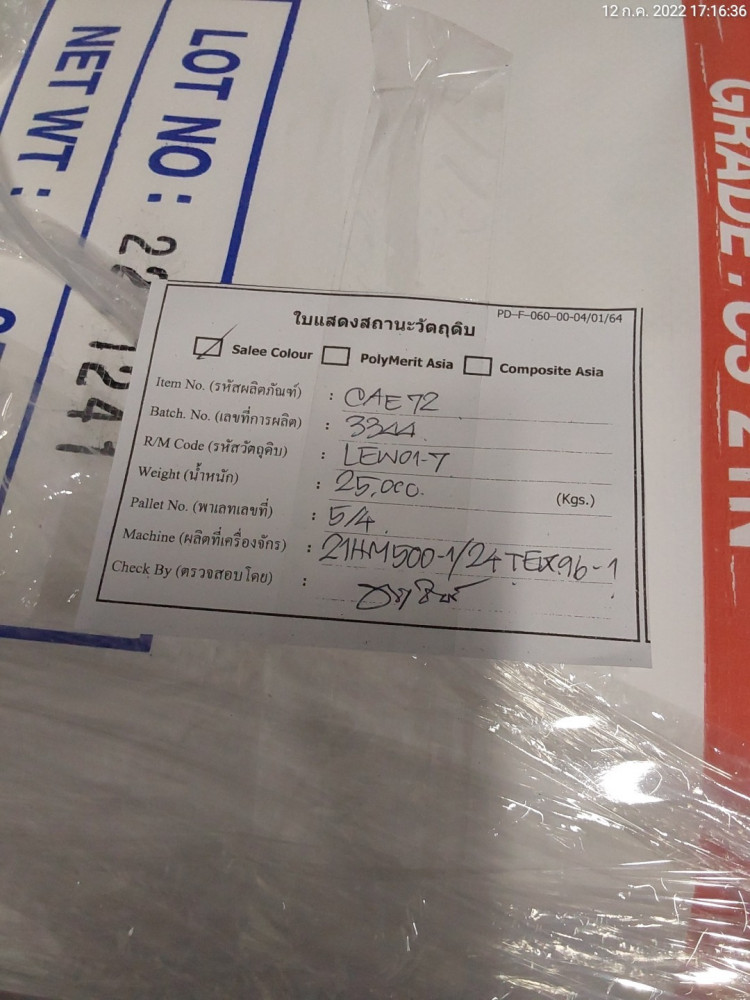 12 ก.ค. 2022 17:16:36
LOT NO:
NET WT:
1241
GRADE:
PD-F-060-00-04/01/64
ใบแสดงสถานะวัตถุดิบ
Salee Colour PolyMerit Asia Composite Asia
Item No. (รหัสผลิตภัณฑ์) : CAE72
Batch. No. (เลขที่การผลิต) : 3344
R/M Code (รหัสวัตถุดิบ) : LEW01-7
Weight (น้ำหนัก) : 25,000. (Kgs.)
Pallet No. (พาเลทเลขที่) : 5/4
Machine (ผลิตที่เครื่องจักร) : 21HM500-1/24TEX96-1
Check By (ตรวจสอบโดย) :